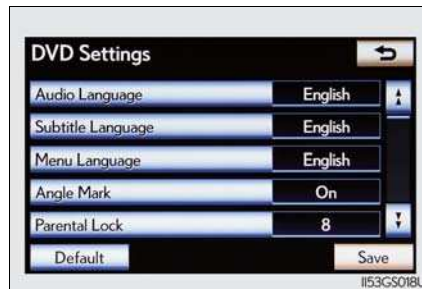 DVD Settings
Audio Language English
Subtitle Language English
Menu Language English
Angle Mark On
Parental Lock 8
Default Save
II53GS018U